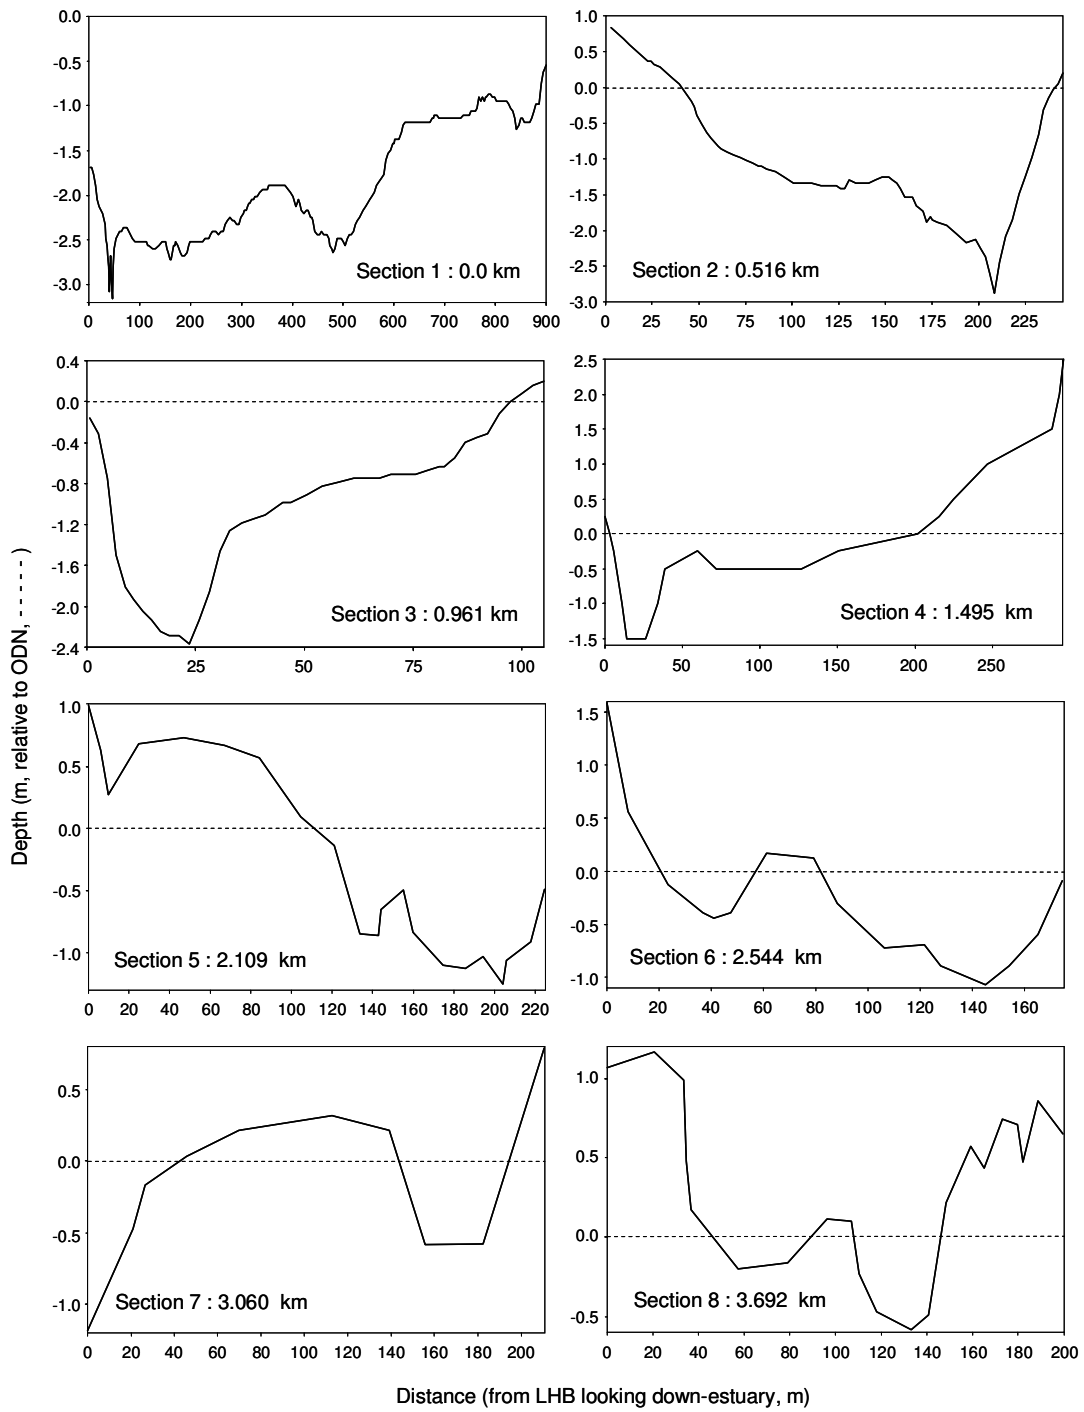 0.0
-0.5
-1.0
-1.5
-2.0
-2.5
-3.0
Section 1 : 0.0 km
0 100 200 300 400 500 600 700 800 900
1.0
0.5
0.0
-0.5
-1.0
-1.5
-2.0
-2.5
-3.0
Section 2 : 0.516 km
0 25 75 100 125 150 175 200 225
0.4
0.0
-0.4
-0.8
-1.2
-1.6
-2.0
-2.4
Section 3 : 0.961 km
0 25 50 75 100
2.5
2.0
1.5
1.0
0.5
0.0
-0.5
-1.0
-1.5
Section 4 : 1.495 km
0 50 100 150 200 250
Depth (m, relative to ODN, - - - - - )
1.0
0.5
0.0
-0.5
-1.0
Section 5 : 2.109 km
0 20 40 60 80 100 120 140 160 180 200 220
1.5
1.0
0.5
0.0
-0.5
-1.0
Section 6 : 2.544 km
0 20 40 60 80 100 120 140 160
0.5
0.0
-0.5
-1.0
Section 7 : 3.060 km
0 20 40 60 80 100 120 140 160 180 200
1.0
0.5
0.0
-0.5
Section 8 : 3.692 km
0 20 40 60 80 100 120 140 160 180 200
Distance (from LHB looking down-estuary, m)